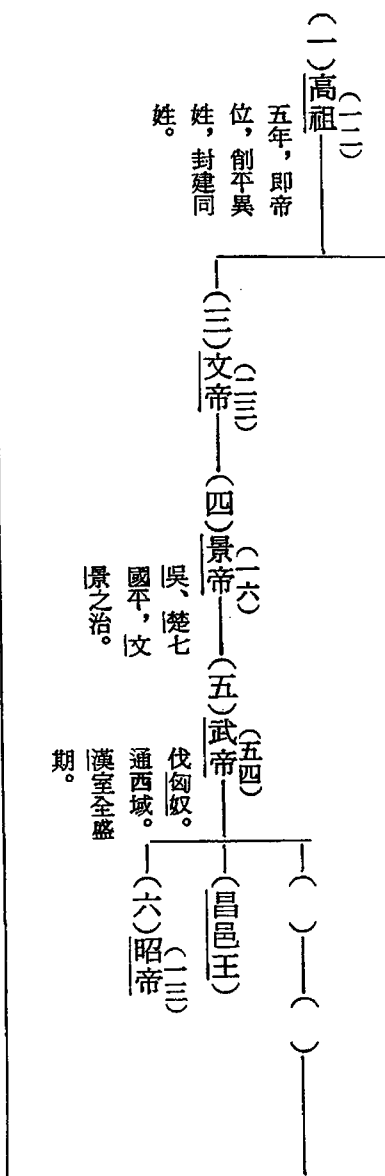 （一）高祖
（一二）
五年，即帝
位，削平異
姓，封建同
姓。
（三）文帝
（二三）
（四）景帝
（一六）
吳、楚七
國平，文
景之治。
（五）武帝
（五四）
伐匈奴。
通西域。
漢室全盛
期。
（　）
（　）
（昌邑王）
（六）昭帝
（一三）